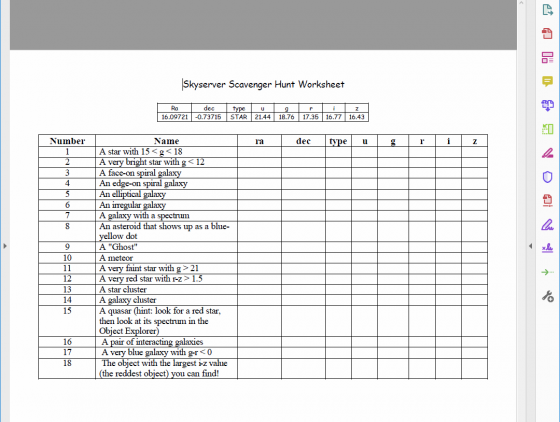 Skyserver Scavenger Hunt Worksheet
Ra dec type u g r i z
16.09721 -0.73715 STAR 21.44 18.76 17.35 16.77 16.43
Number Name ra dec type u g r i z
1 A star with 15 < g < 18
2 A very bright star with g < 12
3 A face-on spiral galaxy
4 An edge-on spiral galaxy
5 An elliptical galaxy
6 An irregular galaxy
7 A galaxy with a spectrum
8 An asteroid that shows up as a blue-
yellow dot
9 A "Ghost"
10 A meteor
11 A very faint star with g > 21
12 A very red star with r-z > 1.5
13 A star cluster
14 A galaxy cluster
15 A quasar (hint: look for a red star,
then look at its spectrum in the
Object Explorer)
16 A pair of interacting galaxies
17 A very blue galaxy with g-r < 0
18 The object with the largest i-z value
(the reddest object) you can find!